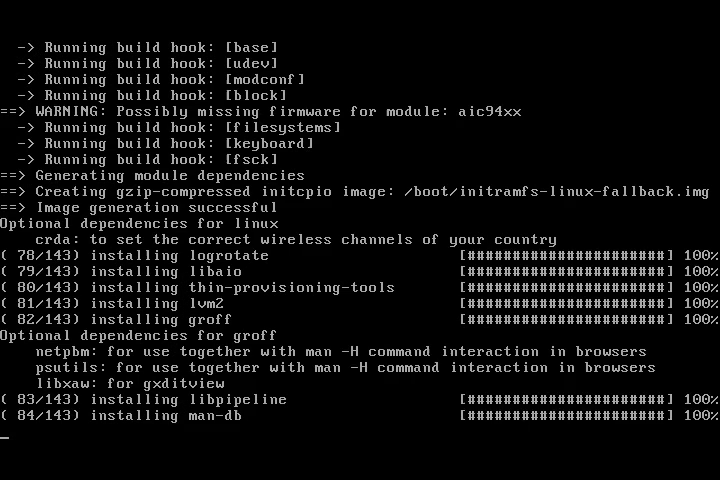 -> Running build hook: [base]
-> Running build hook: [udev]
-> Running build hook: [modconf]
-> Running build hook: [block]
==> WARNING: Possibly missing firmware for module: aic94xx
-> Running build hook: [filesystems]
-> Running build hook: [keyboard]
-> Running build hook: [fsck]
==> Generating module dependencies
==> Creating gzip-compressed initcpio image: /boot/initramfs-linux-fallback.img
==> Image generation successful
Optional dependencies for linux
crda: to set the correct wireless channels of your country
( 78/143) installing logrotate [######################] 100%
( 79/143) installing libaio [######################] 100%
( 80/143) installing thin-provisioning-tools [######################] 100%
( 81/143) installing lvm2 [######################] 100%
( 82/143) installing groff [######################] 100%
Optional dependencies for groff
netpbm: for use together with man -H command interaction in browsers
psutils: for use together with man -H command interaction in browsers
libxaw: for gxditview
( 83/143) installing libpipeline [######################] 100%
( 84/143) installing man-db [######################] 100%
_